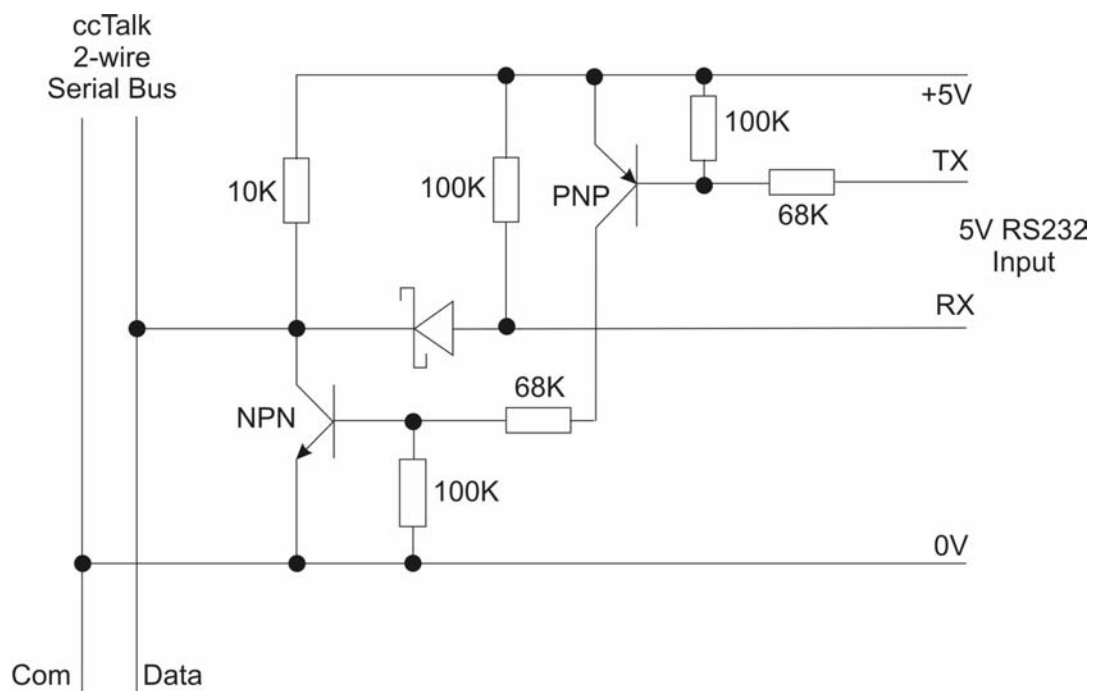 ccTalk
2-wire
Serial Bus
+5V
100K
TX
10K
100K
PNP
68K
5V RS232
Input
RX
68K
NPN
100K
0V
Com
Data